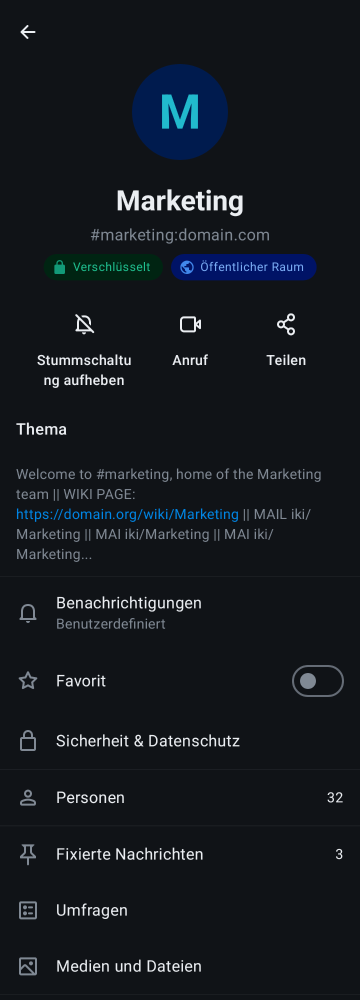 M
Marketing
#marketing:domain.com
Verschlüsselt
Öffentlicher Raum
Stummschaltu
ng aufheben
Anruf
Teilen
Thema
Welcome to #marketing, home of the Marketing
team || WIKI PAGE:
https://domain.org/wiki/Marketing || MAIL iki/
Marketing || MAI iki/Marketing || MAI iki/
Marketing...
Benachrichtigungen
Benutzerdefiniert
Favorit
Sicherheit & Datenschutz
Personen 32
Fixierte Nachrichten 3
Umfragen
Medien und Dateien